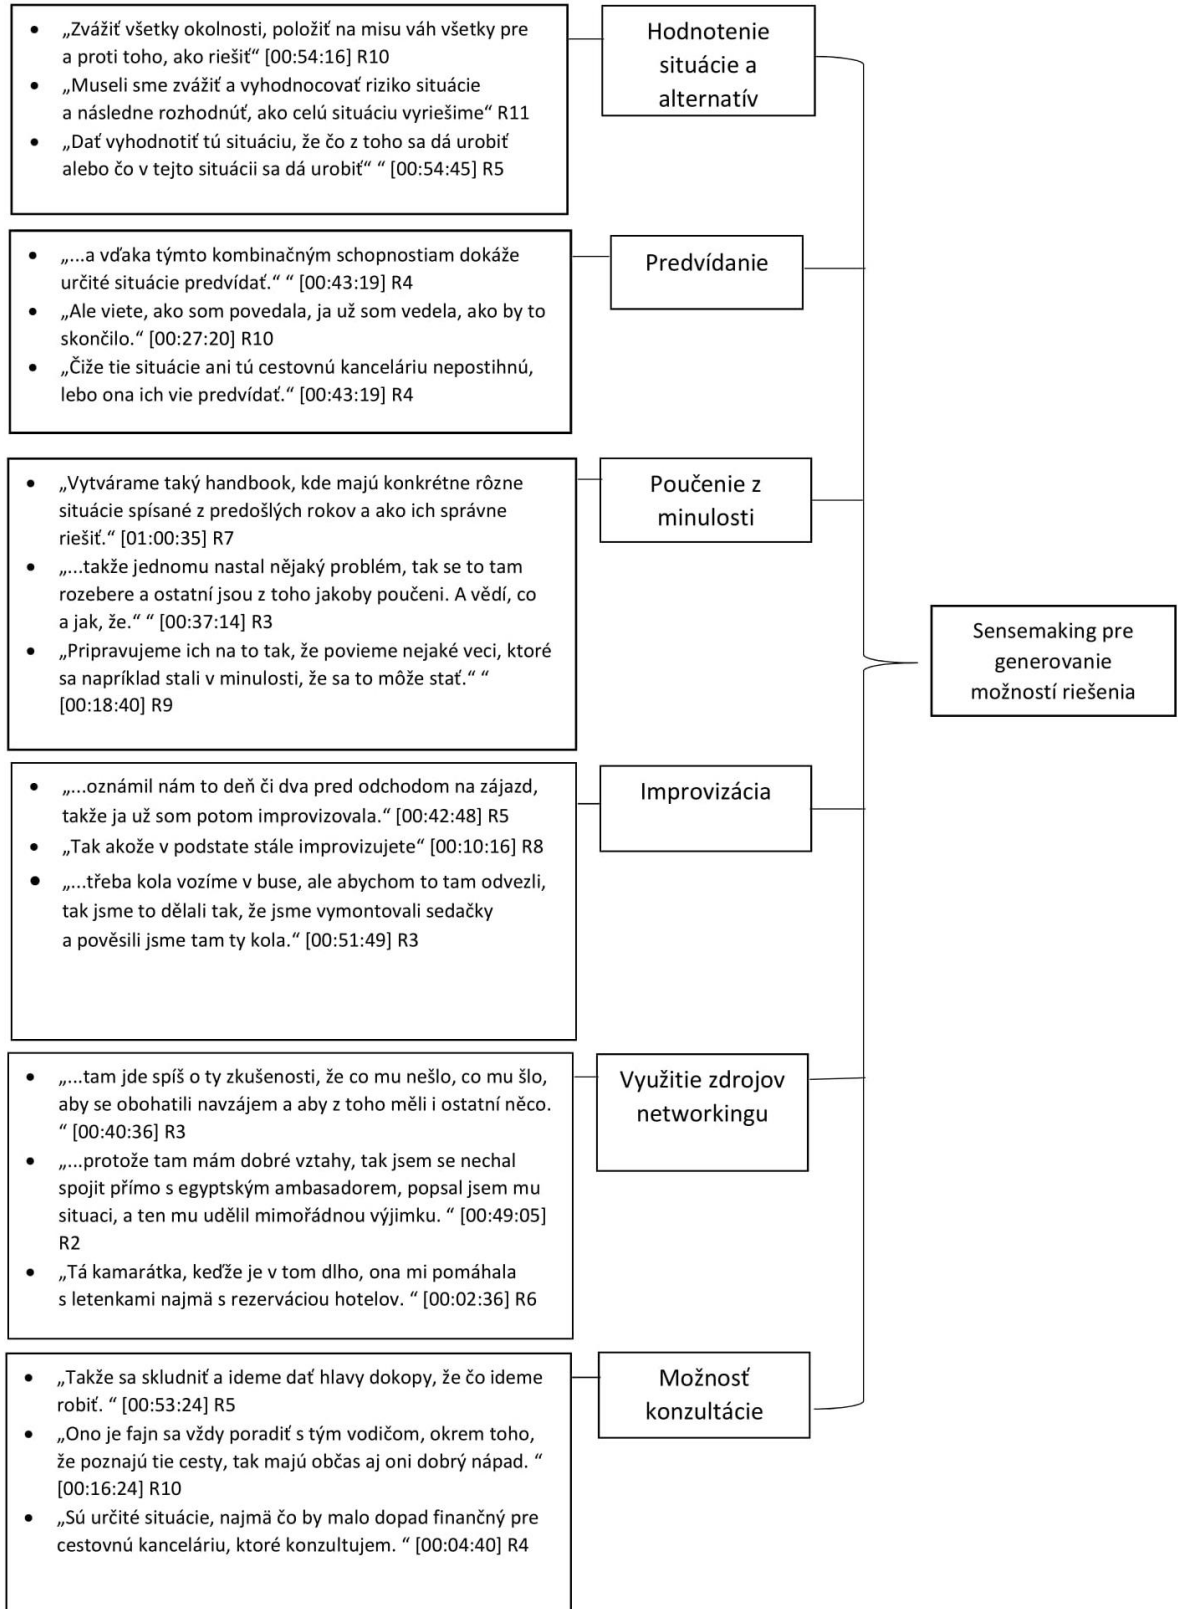 • „Zvážiť všetky okolnosti, položiť na misu váh všetky pre
a proti toho, ako riešiť“ [00:54:16] R10
• „Museli sme zvážiť a vyhodnocovať riziko situácie
a následne rozhodnúť, ako celú situáciu vyriešime“ R11
• „Dať vyhodnotiť tú situáciu, že čo z toho sa dá urobiť
alebo čo v tejto situácii sa dá urobiť“ “ [00:54:45] R5
Hodnotenie
situácie a
alternatív
• „...a vďaka týmto kombinačným schopnostiam dokáže
určité situácie predvídať.“ “ [00:43:19] R4
• „Ale viete, ako som povedala, ja už som vedela, ako by to
skončilo.“ [00:27:20] R10
• „Čiže tie situácie ani tú cestovnú kanceláriu nepostihnú,
lebo ona ich vie predvídať.“ [00:43:19] R4
Predvídanie
• „Vytvárame taký handbook, kde majú konkrétne rôzne
situácie spísané z predošlých rokov a ako ich správne
riešiť.“ [01:00:35] R7
• „...takže jednomu nastal nějaký problém, tak se to tam
rozebere a ostatní jsou z toho jakoby poučeni. A vědí, co
a jak, že.“ “ [00:37:14] R3
• „Pripravujeme ich na to tak, že povieme nejaké veci, ktoré
sa napríklad stali v minulosti, že sa to môže stať.“ “
[00:18:40] R9
Poučenie z
minulosti
Sensemaking pre
generovanie
možností riešenia
• „...oznámil nám to deň či dva pred odchodom na zájazd,
takže ja už som potom improvizovala.“ [00:42:48] R5
• „Tak akože v podstate stále improvizujete“ [00:10:16] R8
• „...třeba kola vozíme v buse, ale abychom to tam odvezli,
tak jsme to dělali tak, že jsme vymontovali sedačky
a pověsili jsme tam ty kola.“ [00:51:49] R3
Improvizácia
• „...tam jde spíš o ty zkušenosti, že co mu nešlo, co mu šlo,
aby se obohatili navzájem a aby z toho měli i ostatní něco.
“ [00:40:36] R3
• „...protože tam mám dobré vztahy, tak jsem se nechal
spojit přímo s egyptským ambasadorem, popsal jsem mu
situaci, a ten mu udělil mimořádnou výjimku. “ [00:49:05]
R2
• „Tá kamarátka, keďže je v tom dlho, ona mi pomáhala
s letenkami najmä s rezerváciou hotelov. “ [00:02:36] R6
Využitie zdrojov
networkingu
• „Takže sa skludniť a ideme dať hlavy dokopy, že čo ideme
robiť. “ [00:53:24] R5
• „Ono je fajn sa vždy poradiť s tým vodičom, okrem toho,
že poznajú tie cesty, tak majú občas aj oni dobrý nápad. “
[00:16:24] R10
• „Sú určité situácie, najmä čo by malo dopad finančný pre
cestovnú kanceláriu, ktoré konzultujem. “ [00:04:40] R4
Možnosť
konzultácie